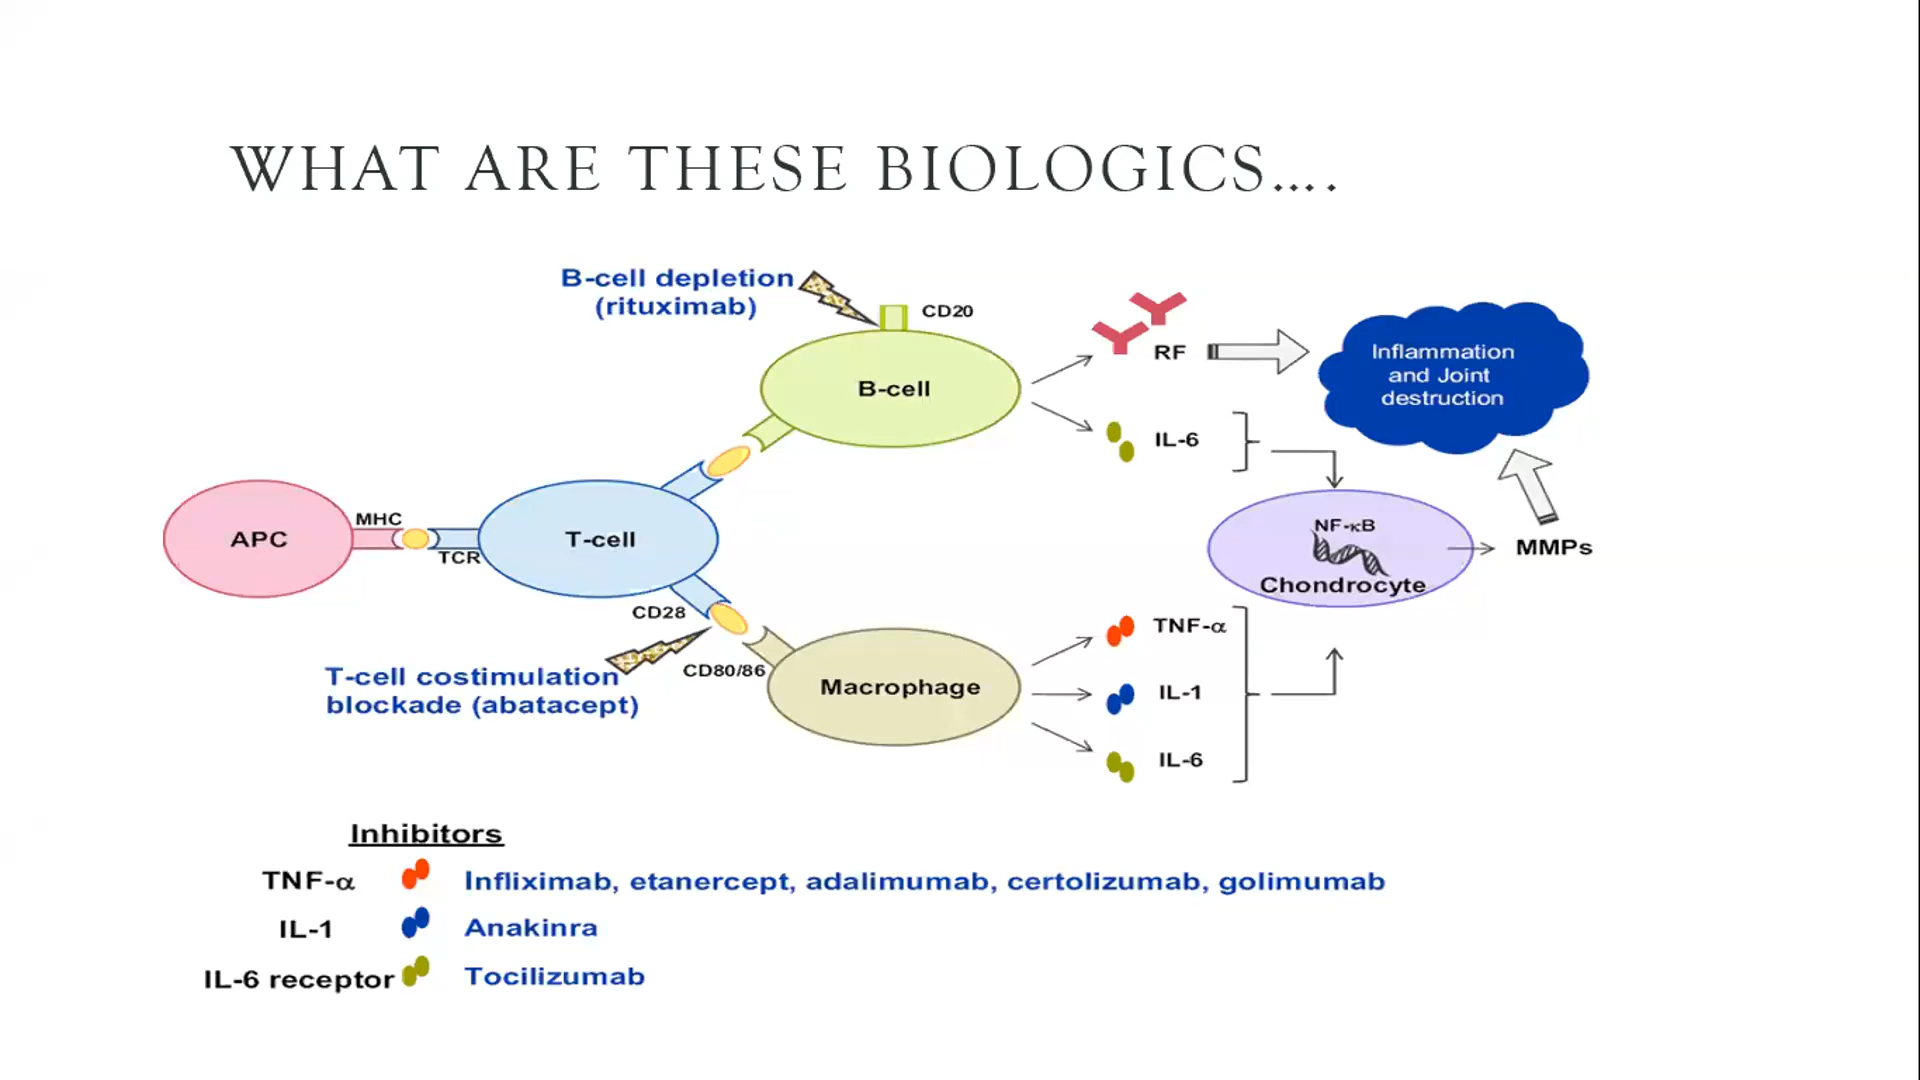 WHAT ARE THESE BIOLOGICS....
B-cell depletion
(rituximab)
CD20
B-cell
RF
IL-6
Inflammation
and Joint
destruction
APC
MHC
TCR
T-cell
CD28
CD80/86
T-cell costimulation
blockade (abatacept)
Macrophage
NF-κB
Chondrocyte
MMPs
TNF-α
IL-1
IL-6
Inhibitors
TNF-α Infliximab, etanercept, adalimumab, certolizumab, golimumab
IL-1 Anakinra
IL-6 receptor Tocilizumab